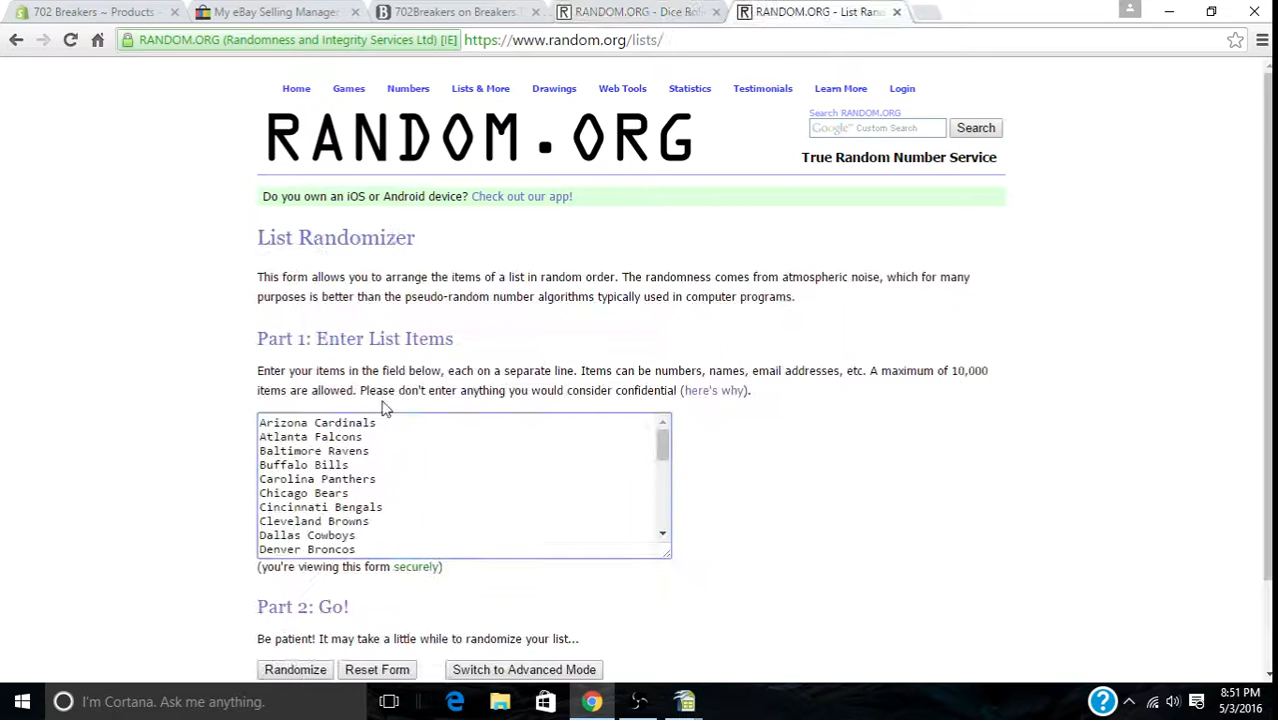 702 Breakers ~ Products -
My eBay Selling Manager
702Breakers on Breakers.T
RANDOM.ORG - Dice Roll
RANDOM.ORG - List Ran
RANDOM.ORG (Randomness and Integrity Services Ltd) [IE]
https://www.random.org/lists/
Home Games Numbers Lists & More Drawings Web Tools Statistics Testimonials Learn More Login
RANDOM.ORG
Search RANDOM.ORG
Google™ Custom Search
Search
True Random Number Service
Do you own an iOS or Android device? Check out our app!
List Randomizer
This form allows you to arrange the items of a list in random order. The randomness comes from atmospheric noise, which for many
purposes is better than the pseudo-random number algorithms typically used in computer programs.
Part 1: Enter List Items
Enter your items in the field below, each on a separate line. Items can be numbers, names, email addresses, etc. A maximum of 10,000
items are allowed. Please don't enter anything you would consider confidential (here's why).
Arizona Cardinals
Atlanta Falcons
Baltimore Ravens
Buffalo Bills
Carolina Panthers
Chicago Bears
Cincinnati Bengals
Cleveland Browns
Dallas Cowboys
Denver Broncos
(you're viewing this form securely)
Part 2: Go!
Be patient! It may take a little while to randomize your list...
Randomize Reset Form Switch to Advanced Mode
I'm Cortana. Ask me anything.
8:51 PM
5/3/2016